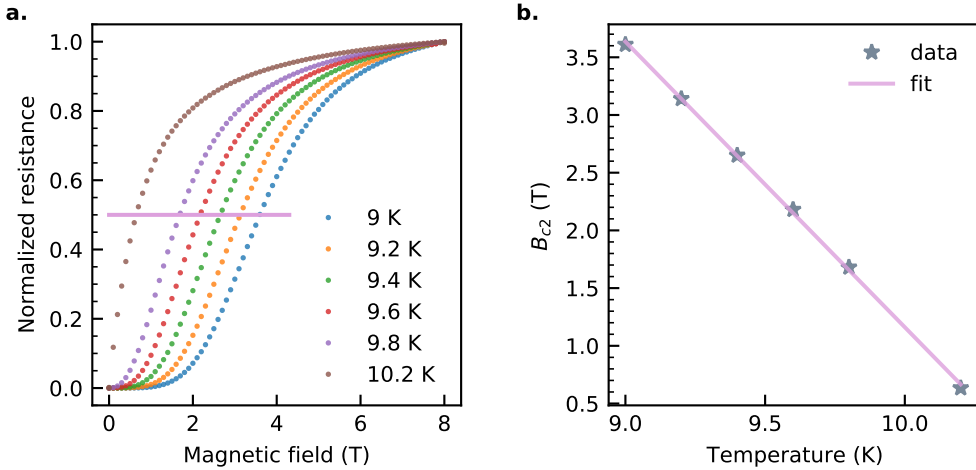 a.
Normalized resistance
1.0
0.8
0.6
0.4
0.2
0.0
0
2
4
6
8
Magnetic field (T)
9 K
9.2 K
9.4 K
9.6 K
9.8 K
10.2 K
b.
B_{c2} (T)
3.5
3.0
2.5
2.0
1.5
1.0
0.5
9.0
9.5
10.0
Temperature (K)
data
fit